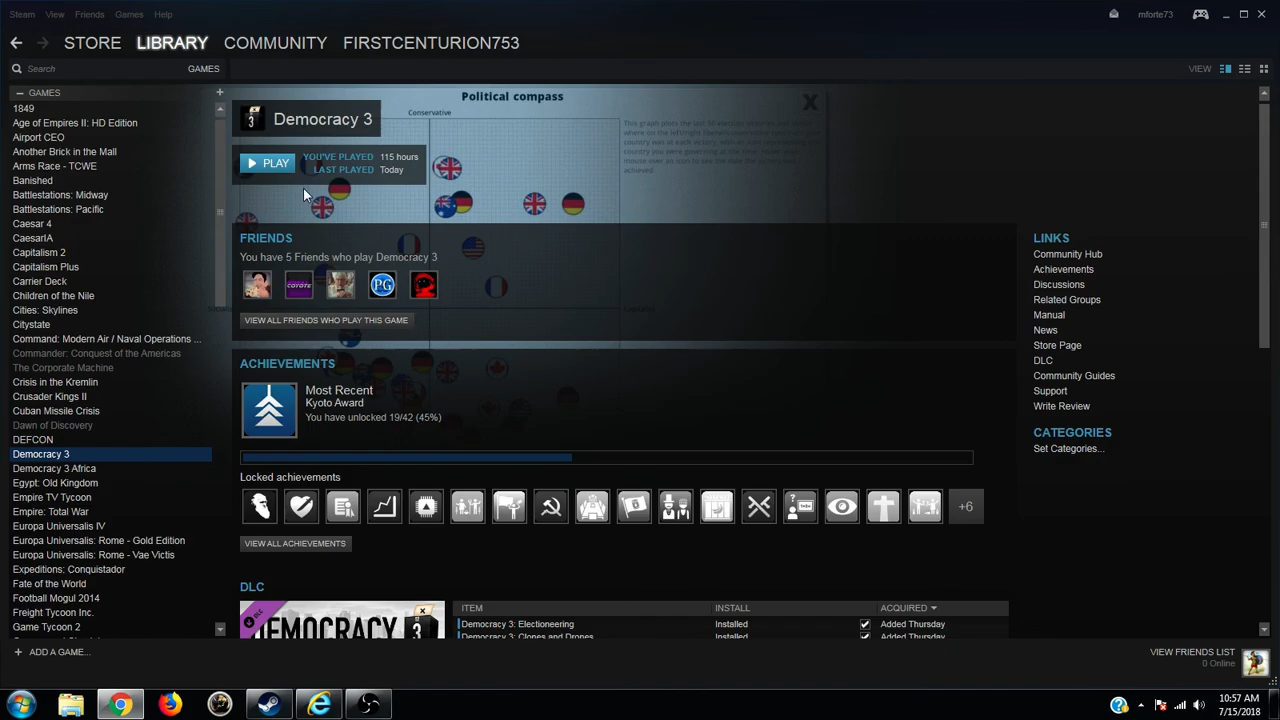 Steam View Friends Games Help mforte73
STORE LIBRARY COMMUNITY FIRSTCENTURION753
Search GAMES VIEW
GAMES
1849
Age of Empires II: HD Edition
Airport CEO
Another Brick in the Mall
Arms Race - TCWE
Banished
Battlestations: Midway
Battlestations: Pacific
Caesar 4
CaesarIA
Capitalism 2
Capitalism Plus
Carrier Deck
Children of the Nile
Cities: Skylines
Citystate
Command: Modern Air / Naval Operations ...
Commander: Conquest of the Americas
The Corporate Machine
Crisis in the Kremlin
Crusader Kings II
Cuban Missile Crisis
Dawn of Discovery
DEFCON
Democracy 3
Democracy 3 Africa
Egypt: Old Kingdom
Empire TV Tycoon
Empire: Total War
Europa Universalis IV
Europa Universalis: Rome - Gold Edition
Europa Universalis: Rome - Vae Victis
Expeditions: Conquistador
Fate of the World
Football Mogul 2014
Freight Tycoon Inc.
Game Tycoon 2
+ ADD A GAME...
Political compass
X
Conservative
Democracy 3
PLAY
YOU'VE PLAYED 115 hours
LAST PLAYED Today
FRIENDS
You have 5 Friends who play Democracy 3
PG
VIEW ALL FRIENDS WHO PLAY THIS GAME
ACHIEVEMENTS
Most Recent
Kyoto Award
You have unlocked 19/42 (45%)
Locked achievements
+6
VIEW ALL ACHIEVEMENTS
DLC
DEMOCRACY 3
ITEM INSTALL ACQUIRED
Democracy 3: Electioneering Installed Added Thursday
Democracy 3: Clones and Drones Installed Added Thursday
LINKS
Community Hub
Achievements
Discussions
Related Groups
Manual
News
Store Page
DLC
Community Guides
Support
Write Review
CATEGORIES
Set Categories...
VIEW FRIENDS LIST
0 Online
10:57 AM
7/15/2018